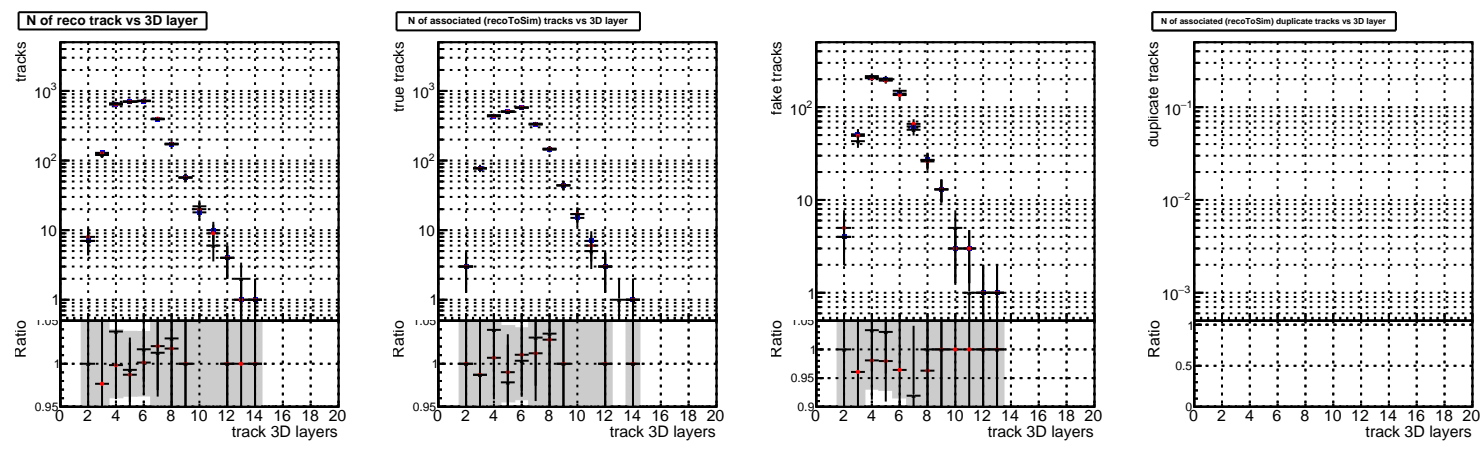 N of reco track vs 3D layer
tracks
10³
10²
10
1
1.05
Ratio
1
0.95
0 2 4 6 8 10 12 14 16 18 20
track 3D layers
N of associated (recoToSim) tracks vs 3D layer
true tracks
10³
10²
10
1
1.05
Ratio
1
0.95
0 2 4 6 8 10 12 14 16 18 20
track 3D layers
fake tracks
10²
10
1
Ratio
1
0.95
0.9
0 2 4 6 8 10 12 14 16 18 20
track 3D layers
N of associated (recoToSim) duplicate tracks vs 3D layer
duplicate tracks
10⁻¹
10⁻²
10⁻³
Ratio
1
0.5
0
0 2 4 6 8 10 12 14 16 18 20
track 3D layers